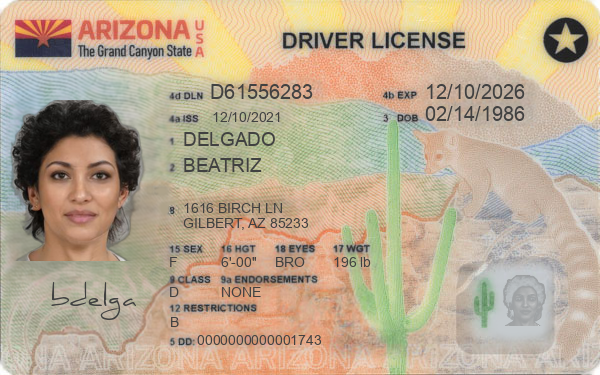 ARIZONA USA
The Grand Canyon State
DRIVER LICENSE
4d DLN D61556283
4b EXP 12/10/2026
4a ISS 12/10/2021
3 DOB 02/14/1986
1 DELGADO
2 BEATRIZ
8 1616 BIRCH LN
GILBERT, AZ 85233
15 SEX 16 HGT 18 EYES 17 WGT
F 6'-00" BRO 196 lb
9 CLASS 9a ENDORSEMENTS
D NONE
12 RESTRICTIONS
B
5 DD: 0000000000001743
bdelga
ARIZONA ARIZONA ARIZONA ARIZONA